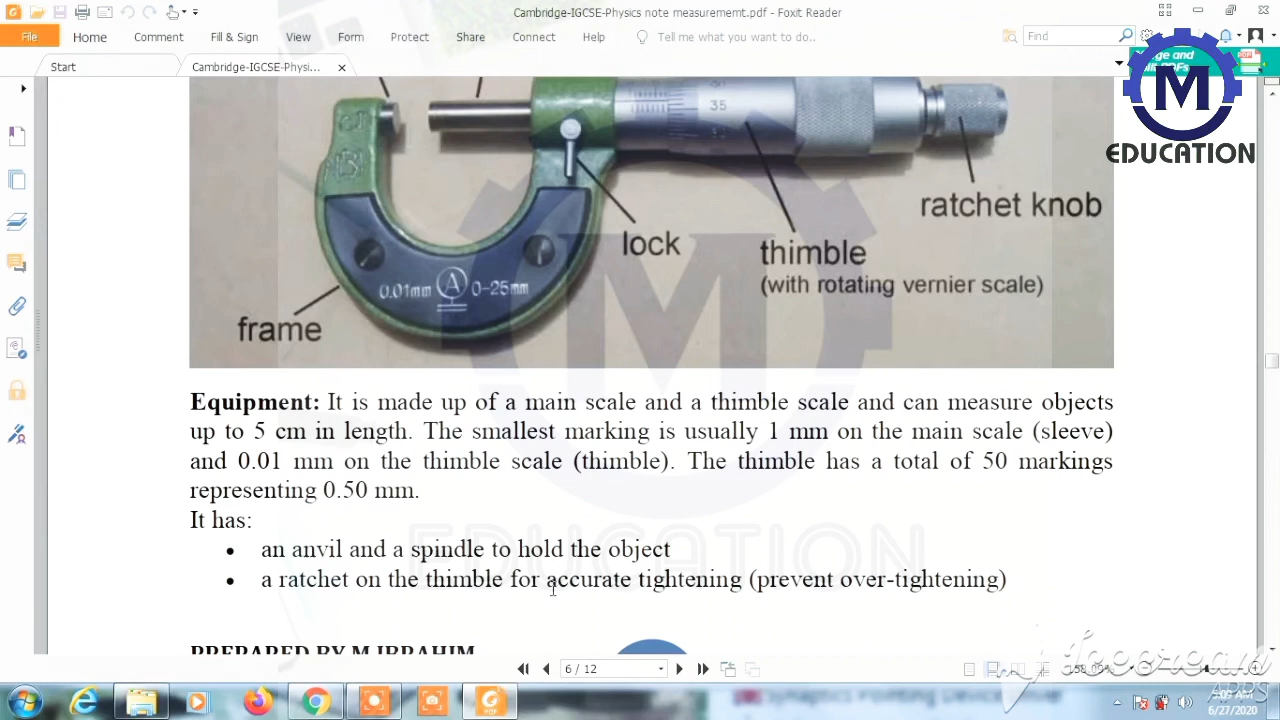 Cambridge-IGCSE-Physics note measurememt.pdf - Foxit Reader
File Home Comment Fill & Sign View Form Protect Share Connect Help Tell me what you want to do.. Find
Start Cambridge-IGCSE-Physi...
M
EDUCATION
35
ratchet knob
lock
thimble
(with rotating vernier scale)
0.01mm A 0-25mm
frame
Equipment: It is made up of a main scale and a thimble scale and can measure objects
up to 5 cm in length. The smallest marking is usually 1 mm on the main scale (sleeve)
and 0.01 mm on the thimble scale (thimble). The thimble has a total of 50 markings
representing 0.50 mm.
It has:
• an anvil and a spindle to hold the object
• a ratchet on the thimble for accurate tightening (prevent over-tightening)
EDUCATION
PREPARED BY M IBRAHIM
6 / 12
APPS
6/27/2020